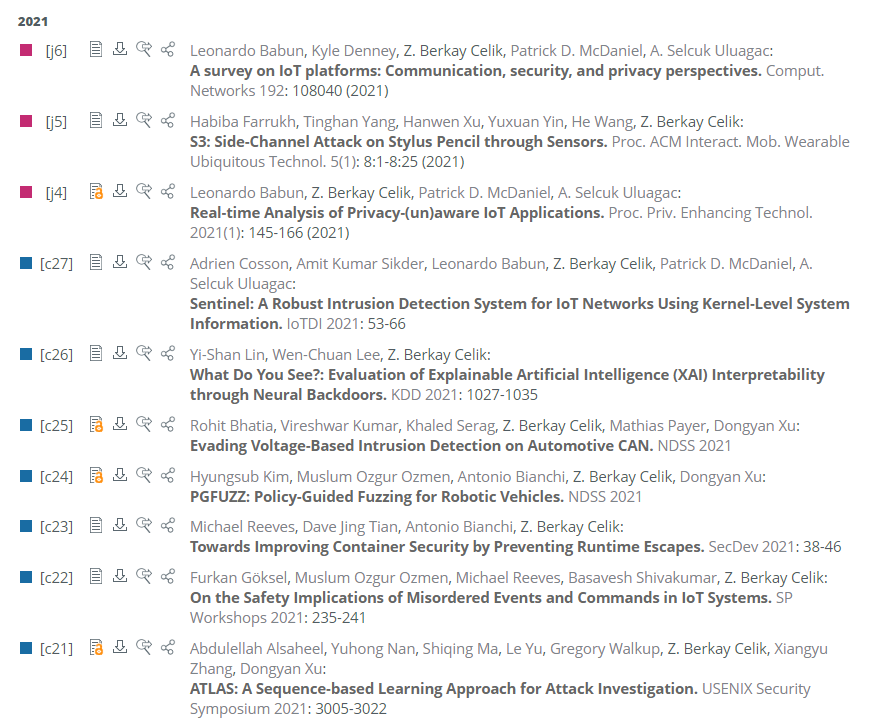 2021
[j6] Leonardo Babun, Kyle Denney, Z. Berkay Celik, Patrick D. McDaniel, A. Selcuk Uluagac:
A survey on IoT platforms: Communication, security, and privacy perspectives. Comput.
Networks 192: 108040 (2021)
[j5] Habiba Farrukh, Tinghan Yang, Hanwen Xu, Yuxuan Yin, He Wang, Z. Berkay Celik:
S3: Side-Channel Attack on Stylus Pencil through Sensors. Proc. ACM Interact. Mob. Wearable
Ubiquitous Technol. 5(1): 8:1-8:25 (2021)
[j4] Leonardo Babun, Z. Berkay Celik, Patrick D. McDaniel, A. Selcuk Uluagac:
Real-time Analysis of Privacy-(un)aware IoT Applications. Proc. Priv. Enhancing Technol.
2021(1): 145-166 (2021)
[c27] Adrien Cosson, Amit Kumar Sikder, Leonardo Babun, Z. Berkay Celik, Patrick D. McDaniel, A.
Selcuk Uluagac:
Sentinel: A Robust Intrusion Detection System for IoT Networks Using Kernel-Level System
Information. IoTDI 2021: 53-66
[c26] Yi-Shan Lin, Wen-Chuan Lee, Z. Berkay Celik:
What Do You See?: Evaluation of Explainable Artificial Intelligence (XAI) Interpretability
through Neural Backdoors. KDD 2021: 1027-1035
[c25] Rohit Bhatia, Vireshwar Kumar, Khaled Serag, Z. Berkay Celik, Mathias Payer, Dongyan Xu:
Evading Voltage-Based Intrusion Detection on Automotive CAN. NDSS 2021
[c24] Hyungsub Kim, Muslum Ozgur Ozmen, Antonio Bianchi, Z. Berkay Celik, Dongyan Xu:
PGFUZZ: Policy-Guided Fuzzing for Robotic Vehicles. NDSS 2021
[c23] Michael Reeves, Dave Jing Tian, Antonio Bianchi, Z. Berkay Celik:
Towards Improving Container Security by Preventing Runtime Escapes. SecDev 2021: 38-46
[c22] Furkan Göksel, Muslum Ozgur Ozmen, Michael Reeves, Basavesh Shivakumar, Z. Berkay Celik:
On the Safety Implications of Misordered Events and Commands in IoT Systems. SP
Workshops 2021: 235-241
[c21] Abdulellah Alsaheel, Yuhong Nan, Shiqing Ma, Le Yu, Gregory Walkup, Z. Berkay Celik, Xiangyu
Zhang, Dongyan Xu:
ATLAS: A Sequence-based Learning Approach for Attack Investigation. USENIX Security
Symposium 2021: 3005-3022